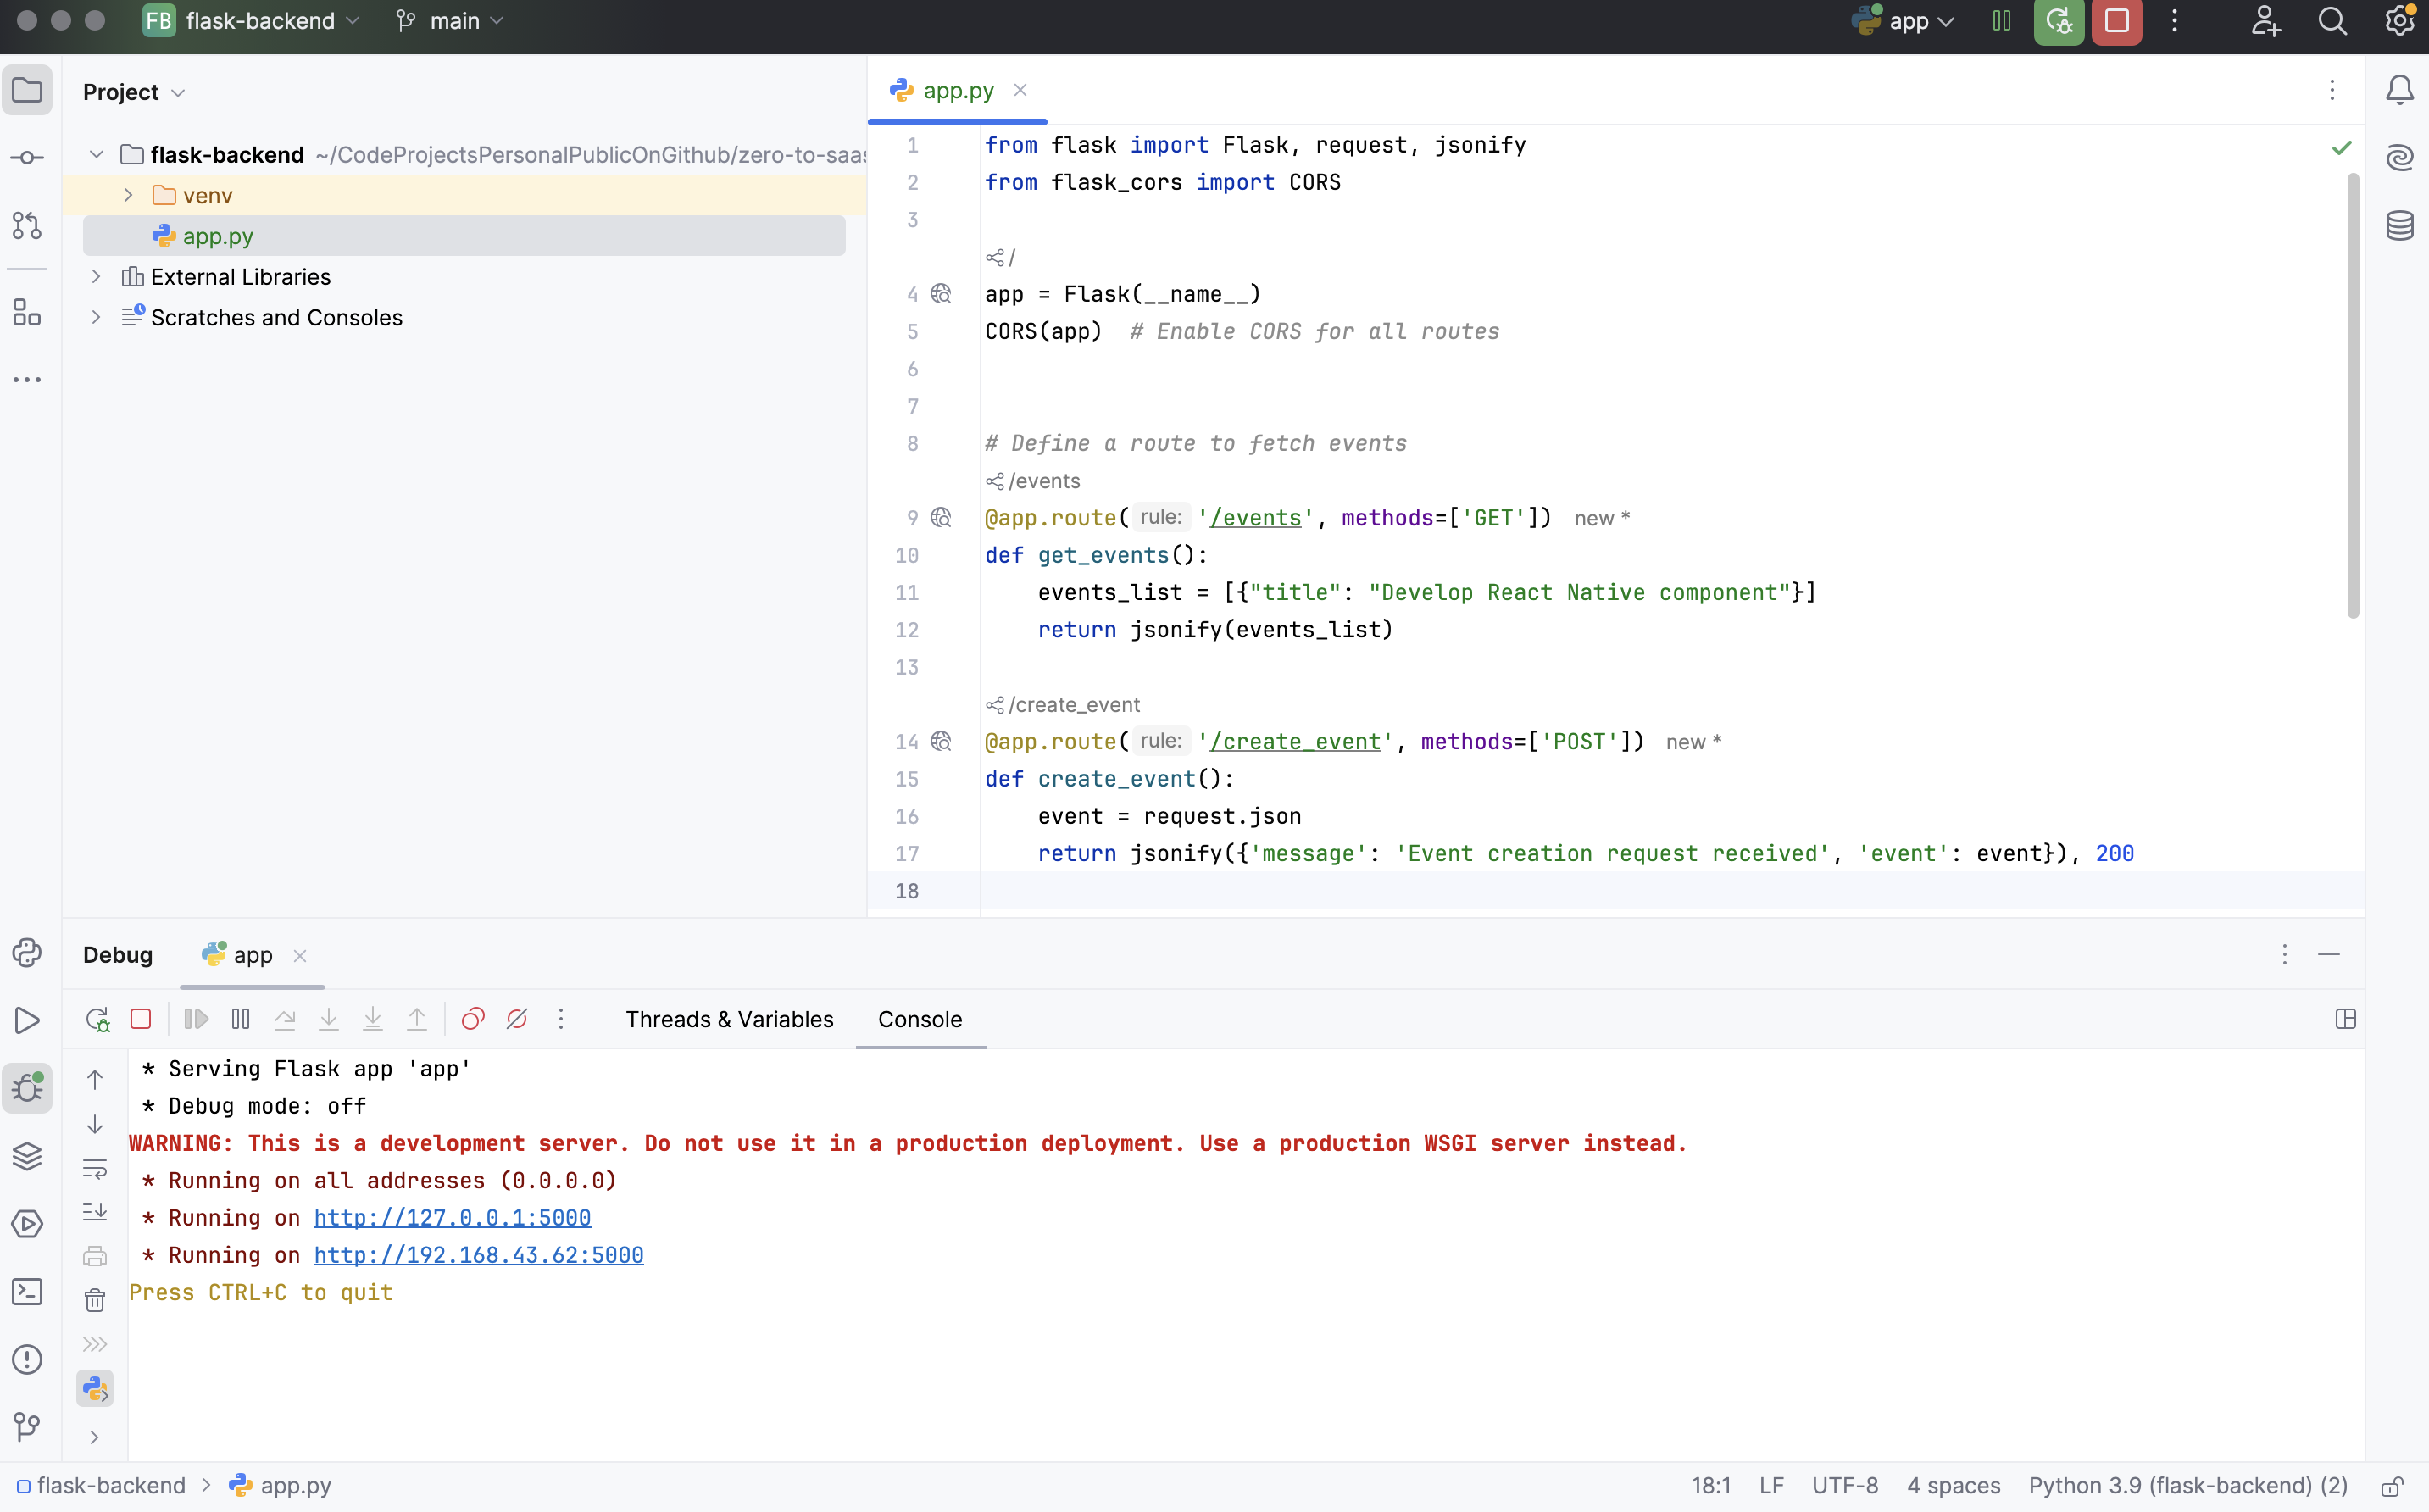 FB flask-backend main app
Project
flask-backend ~/CodeProjectsPersonalPublicOnGithub/zero-to-saas
venv
app.py
External Libraries
Scratches and Consoles
app.py
1 from flask import Flask, request, jsonify
2 from flask_cors import CORS
3
/
4 app = Flask(__name__)
5 CORS(app)  # Enable CORS for all routes
6
7
8 # Define a route to fetch events
/events
9 @app.route( rule: '/events', methods=['GET']) new *
10 def get_events():
11     events_list = [{"title": "Develop React Native component"}]
12     return jsonify(events_list)
13
/create_event
14 @app.route( rule: '/create_event', methods=['POST']) new *
15 def create_event():
16     event = request.json
17     return jsonify({'message': 'Event creation request received', 'event': event}), 200
18
Debug app
Threads & Variables Console
* Serving Flask app 'app'
* Debug mode: off
WARNING: This is a development server. Do not use it in a production deployment. Use a production WSGI server instead.
* Running on all addresses (0.0.0.0)
* Running on http://127.0.0.1:5000
* Running on http://192.168.43.62:5000
Press CTRL+C to quit
flask-backend > app.py 18:1 LF UTF-8 4 spaces Python 3.9 (flask-backend) (2)